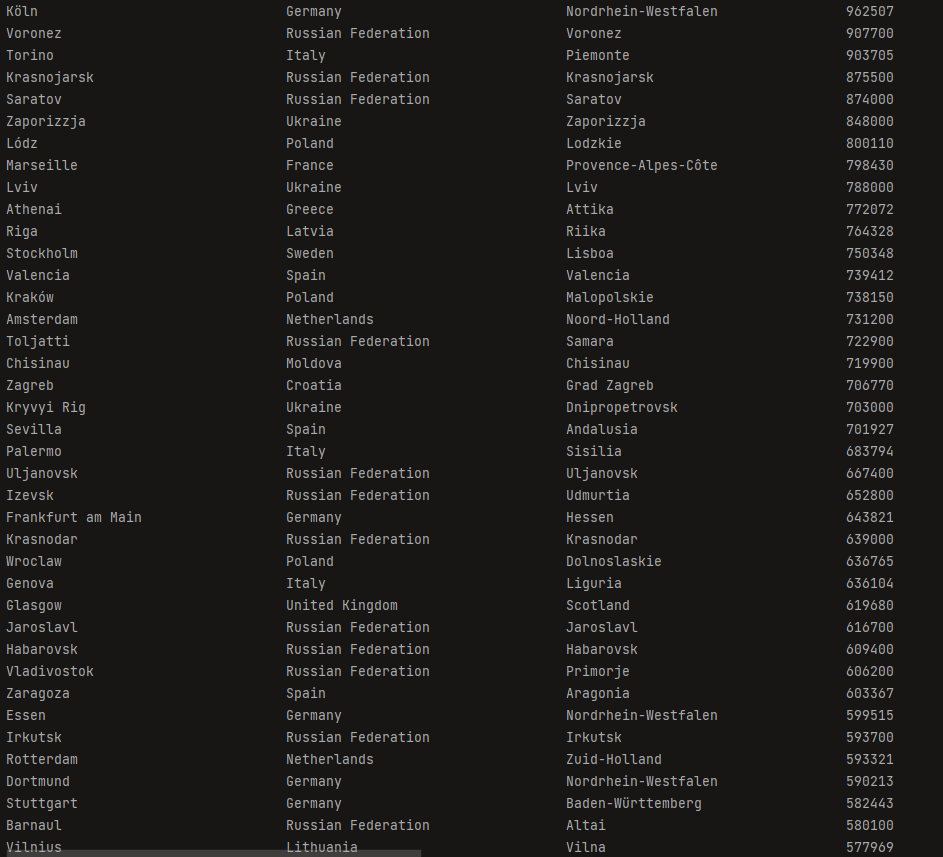 Köln Germany Nordrhein-Westfalen 962507
Voronez Russian Federation Voronez 907700
Torino Italy Piemonte 903705
Krasnojarsk Russian Federation Krasnojarsk 875500
Saratov Russian Federation Saratov 874000
Zaporizzja Ukraine Zaporizzja 848000
Lódz Poland Lodzkie 800110
Marseille France Provence-Alpes-Côte 798430
Lviv Ukraine Lviv 788000
Athenai Greece Attika 772072
Riga Latvia Riika 764328
Stockholm Sweden Lisboa 750348
Valencia Spain Valencia 739412
Kraków Poland Malopolskie 738150
Amsterdam Netherlands Noord-Holland 731200
Toljatti Russian Federation Samara 722900
Chisinau Moldova Chisinau 719900
Zagreb Croatia Grad Zagreb 706770
Kryvyi Rig Ukraine Dnipropetrovsk 703000
Sevilla Spain Andalusia 701927
Palermo Italy Sisilia 683794
Uljanovsk Russian Federation Uljanovsk 667400
Izevsk Russian Federation Udmurtia 652800
Frankfurt am Main Germany Hessen 643821
Krasnodar Russian Federation Krasnodar 639000
Wroclaw Poland Dolnoslaskie 636765
Genova Italy Liguria 636104
Glasgow United Kingdom Scotland 619680
Jaroslavl Russian Federation Jaroslavl 616700
Habarovsk Russian Federation Habarovsk 609400
Vladivostok Russian Federation Primorje 606200
Zaragoza Spain Aragonia 603367
Essen Germany Nordrhein-Westfalen 599515
Irkutsk Russian Federation Irkutsk 593700
Rotterdam Netherlands Zuid-Holland 593321
Dortmund Germany Nordrhein-Westfalen 590213
Stuttgart Germany Baden-Württemberg 582443
Barnaul Russian Federation Altai 580100
Vilnius Lithuania Vilna 577969